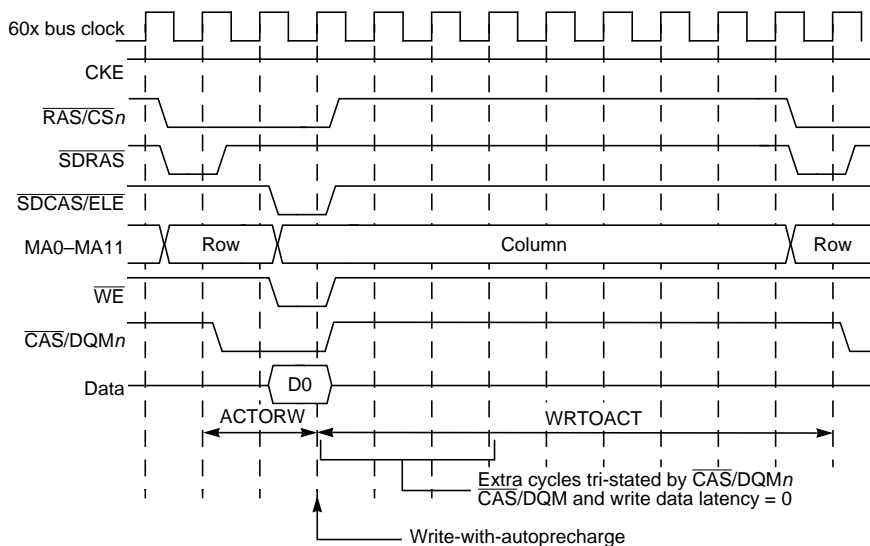 60x bus clock
CKE
RAS/CSn
SDRAS
SDCAS/ELE
MA0–MA11 Row Column Row
WE
CAS/DQMn
Data D0
ACTORW WRTOACT
Extra cycles tri-stated by CAS/DQMn
CAS/DQM and write data latency = 0
Write-with-autoprecharge